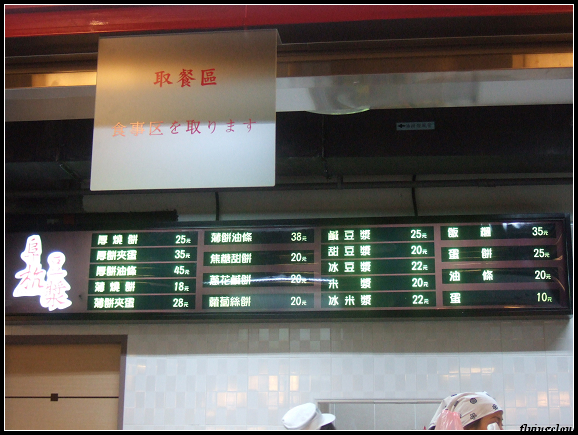 取餐區
食事区を取ります
阜杭豆漿
厚燒餅 25元
厚餅夾蛋 35元
厚餅油條 45元
薄燒餅 18元
薄餅夾蛋 28元
薄餅油條 38元
焦糖甜餅 20元
蔥花鹹餅 20元
蘿蔔絲餅 20元
鹹豆漿 25元
甜豆漿 20元
冰豆漿 22元
米漿 20元
冰米漿 22元
飯糰 35元
蛋餅 25元
油條 20元
蛋 10元